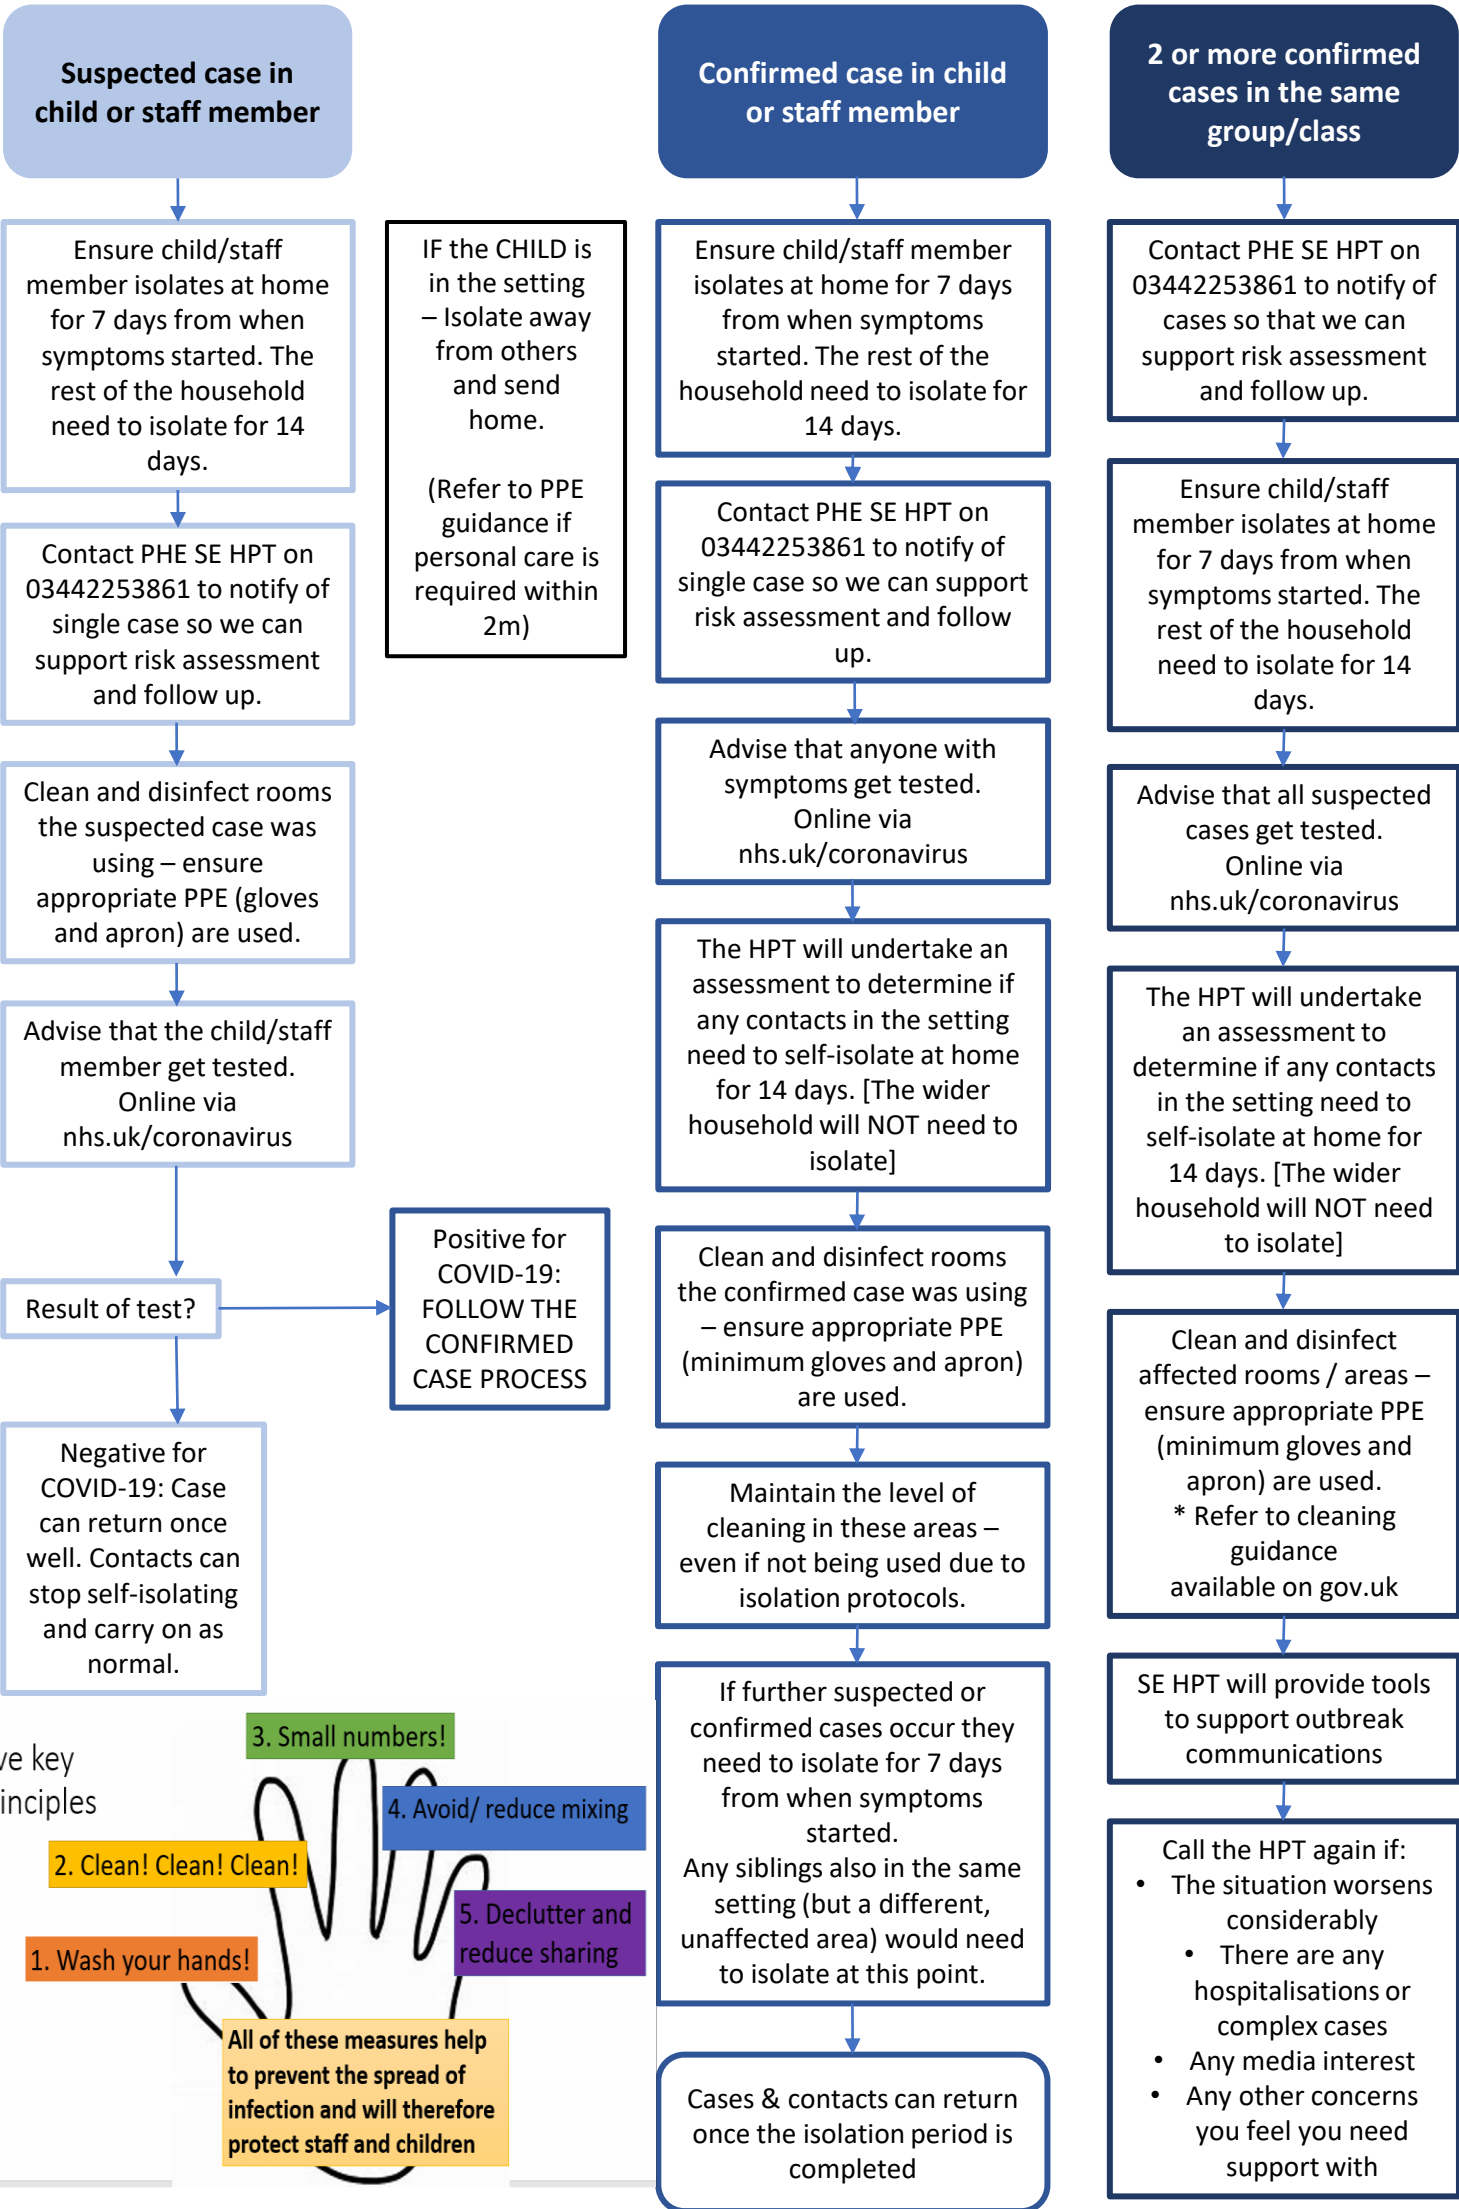 Suspected case in
child or staff member
Ensure child/staff
member isolates at home
for 7 days from when
symptoms started. The
rest of the household
need to isolate for 14
days.
Contact PHE SE HPT on
03442253861 to notify of
single case so we can
support risk assessment
and follow up.
Clean and disinfect rooms
the suspected case was
using – ensure
appropriate PPE (gloves
and apron) are used.
Advise that the child/staff
member get tested.
Online via
nhs.uk/coronavirus
Result of test?
Negative for
COVID-19: Case
can return once
well. Contacts can
stop self-isolating
and carry on as
normal.
IF the CHILD is
in the setting
– Isolate away
from others
and send
home.
(Refer to PPE
guidance if
personal care is
required within
2m)
Positive for
COVID-19:
FOLLOW THE
CONFIRMED
CASE PROCESS
ve key
inciples
3. Small numbers!
4. Avoid/ reduce mixing
2. Clean! Clean! Clean!
5. Declutter and
reduce sharing
1. Wash your hands!
All of these measures help
to prevent the spread of
infection and will therefore
protect staff and children
Confirmed case in child
or staff member
Ensure child/staff member
isolates at home for 7 days
from when symptoms
started. The rest of the
household need to isolate for
14 days.
Contact PHE SE HPT on
03442253861 to notify of
single case so we can support
risk assessment and follow
up.
Advise that anyone with
symptoms get tested.
Online via
nhs.uk/coronavirus
The HPT will undertake an
assessment to determine if
any contacts in the setting
need to self-isolate at home
for 14 days. [The wider
household will NOT need to
isolate]
Clean and disinfect rooms
the confirmed case was using
– ensure appropriate PPE
(minimum gloves and apron)
are used.
Maintain the level of
cleaning in these areas –
even if not being used due to
isolation protocols.
If further suspected or
confirmed cases occur they
need to isolate for 7 days
from when symptoms
started.
Any siblings also in the same
setting (but a different,
unaffected area) would need
to isolate at this point.
Cases & contacts can return
once the isolation period is
completed
2 or more confirmed
cases in the same
group/class
Contact PHE SE HPT on
03442253861 to notify of
cases so that we can
support risk assessment
and follow up.
Ensure child/staff
member isolates at home
for 7 days from when
symptoms started. The
rest of the household
need to isolate for 14
days.
Advise that all suspected
cases get tested.
Online via
nhs.uk/coronavirus
The HPT will undertake
an assessment to
determine if any contacts
in the setting need to
self-isolate at home for
14 days. [The wider
household will NOT need
to isolate]
Clean and disinfect
affected rooms / areas –
ensure appropriate PPE
(minimum gloves and
apron) are used.
* Refer to cleaning
guidance
available on gov.uk
SE HPT will provide tools
to support outbreak
communications
Call the HPT again if:
• The situation worsens
considerably
• There are any
hospitalisations or
complex cases
• Any media interest
• Any other concerns
you feel you need
support with